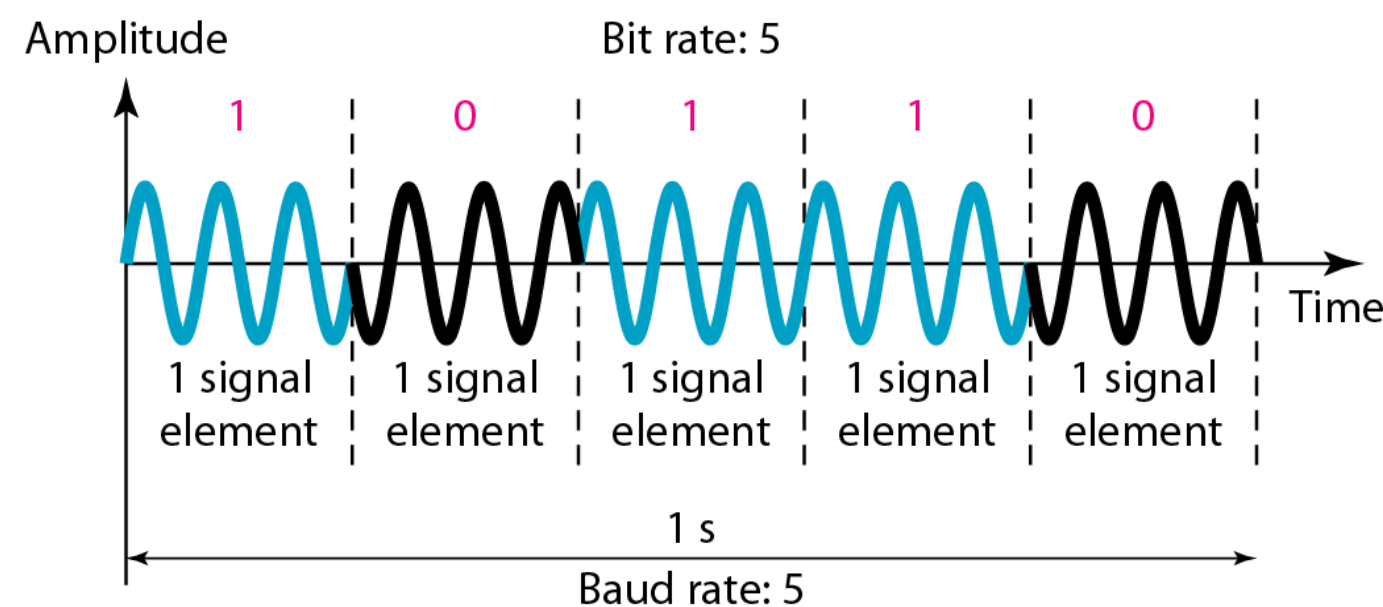 Amplitude
Bit rate: 5
1 0 1 1 0
1 signal 1 signal 1 signal 1 signal 1 signal
element element element element element
Time
1 s
Baud rate: 5